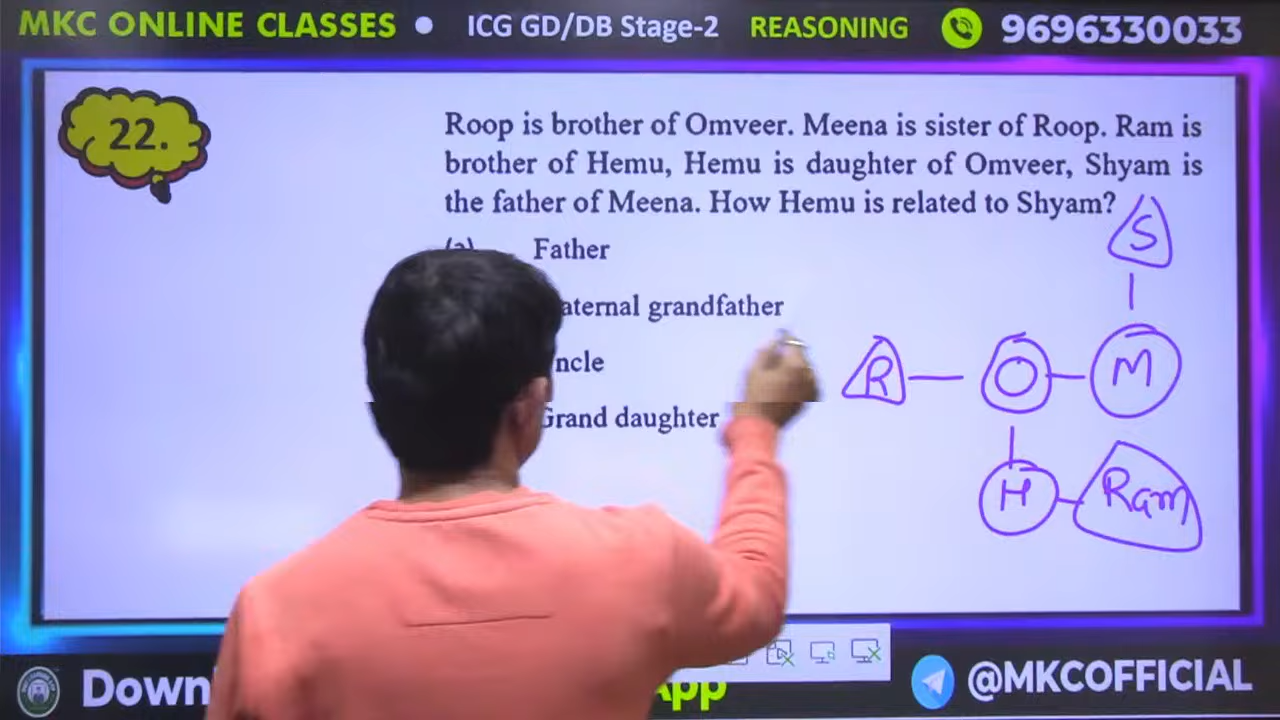 MKC ONLINE CLASSES ● ICG GD/DB Stage-2 REASONING 9696330033
22.
Roop is brother of Omveer. Meena is sister of Roop. Ram is
brother of Hemu, Hemu is daughter of Omveer, Shyam is
the father of Meena. How Hemu is related to Shyam?
S
Father
grandfather
R O M
Grand daughter
H Ram
App
@MKCOFFICIAL